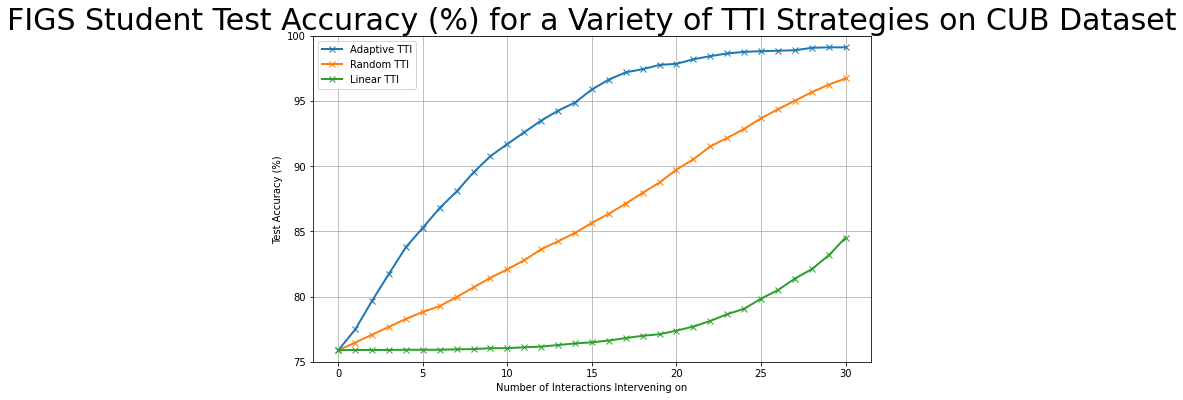 FIGS Student Test Accuracy (%) for a Variety of TTI Strategies on CUB Dataset
100
95
90
85
80
75
Test Accuracy (%)
Adaptive TTI
Random TTI
Linear TTI
0 5 10 15 20 25 30
Number of Interactions Intervening on